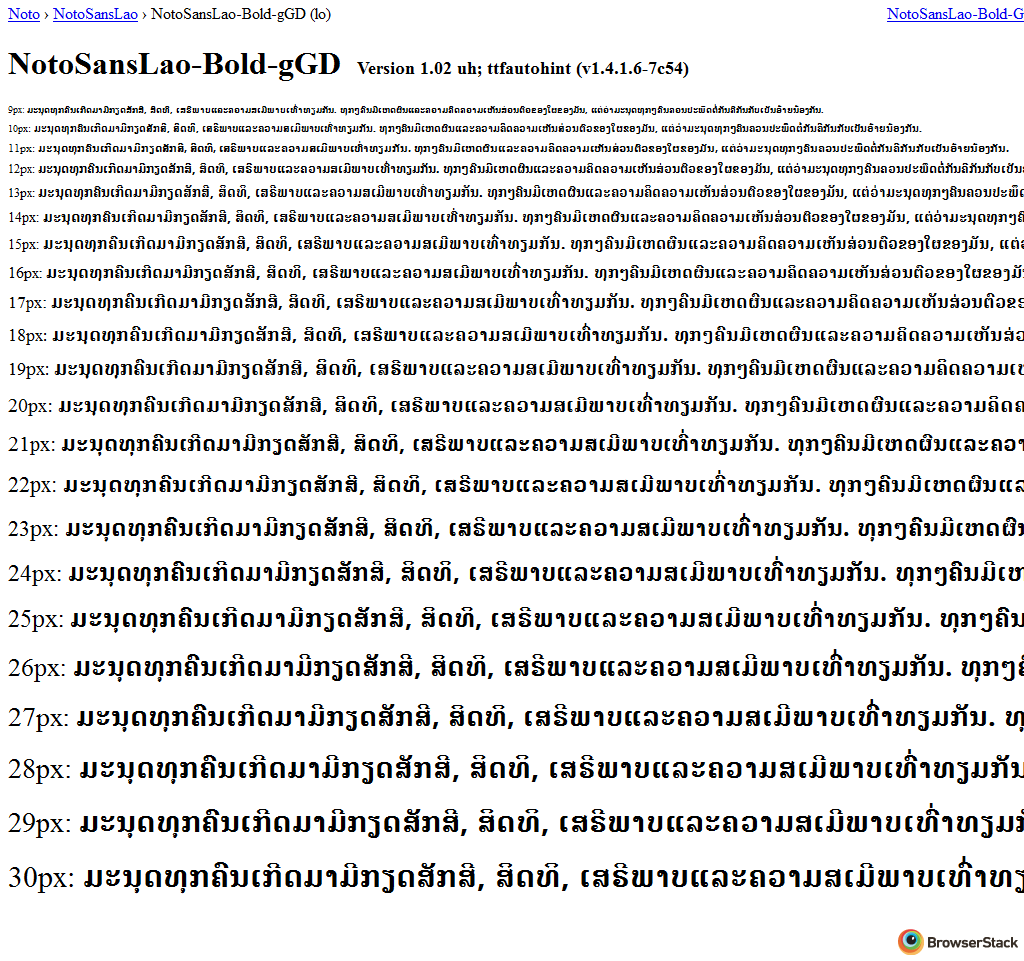 Noto › NotoSansLao › NotoSansLao-Bold-gGD (lo) NotoSansLao-Bold-G
NotoSansLao-Bold-gGD Version 1.02 uh; ttfautohint (v1.4.1.6-7c54)
9px: ມະນຸດທຸກຄົນເກີດມາມີກຽດສັກສີ, ສິດທິ, ເສຣີພາບແລະຄວາມສເມີພາບເທົ່າທຽມກັນ. ທຸກໆຄົນມີເຫດຜົນແລະຄວາມຄິດຄວາມເຫັນສ່ວນຕົວຂອງໃຜຂອງມັນ, ແຕ່ວ່າມະນຸດທຸກໆຄົນຄວນປະພຶດຕໍ່ກັນຄືກັນກັບເປັນອ້າຍນ້ອງກັນ.
10px: ມະນຸດທຸກຄົນເກີດມາມີກຽດສັກສີ, ສິດທິ, ເສຣີພາບແລະຄວາມສເມີພາບເທົ່າທຽມກັນ. ທຸກໆຄົນມີເຫດຜົນແລະຄວາມຄິດຄວາມເຫັນສ່ວນຕົວຂອງໃຜຂອງມັນ, ແຕ່ວ່າມະນຸດທຸກໆຄົນຄວນປະພຶດຕໍ່ກັນຄືກັນກັບເປັນອ້າຍນ້ອງກັນ.
11px: ມະນຸດທຸກຄົນເກີດມາມີກຽດສັກສີ, ສິດທິ, ເສຣີພາບແລະຄວາມສເມີພາບເທົ່າທຽມກັນ. ທຸກໆຄົນມີເຫດຜົນແລະຄວາມຄິດຄວາມເຫັນສ່ວນຕົວຂອງໃຜຂອງມັນ, ແຕ່ວ່າມະນຸດທຸກໆຄົນຄວນປະພຶດຕໍ່ກັນຄືກັນກັບເປັນອ້າຍນ້ອງກັນ.
12px: ມະນຸດທຸກຄົນເກີດມາມີກຽດສັກສີ, ສິດທິ, ເສຣີພາບແລະຄວາມສເມີພາບເທົ່າທຽມກັນ. ທຸກໆຄົນມີເຫດຜົນແລະຄວາມຄິດຄວາມເຫັນສ່ວນຕົວຂອງໃຜຂອງມັນ, ແຕ່ວ່າມະນຸດທຸກໆຄົນຄວນປະພຶດຕໍ່ກັນຄືກັນກັບເປັນ
13px: ມະນຸດທຸກຄົນເກີດມາມີກຽດສັກສີ, ສິດທິ, ເສຣີພາບແລະຄວາມສເມີພາບເທົ່າທຽມກັນ. ທຸກໆຄົນມີເຫດຜົນແລະຄວາມຄິດຄວາມເຫັນສ່ວນຕົວຂອງໃຜຂອງມັນ, ແຕ່ວ່າມະນຸດທຸກໆຄົນຄວນປະພຶດ
14px: ມະນຸດທຸກຄົນເກີດມາມີກຽດສັກສີ, ສິດທິ, ເສຣີພາບແລະຄວາມສເມີພາບເທົ່າທຽມກັນ. ທຸກໆຄົນມີເຫດຜົນແລະຄວາມຄິດຄວາມເຫັນສ່ວນຕົວຂອງໃຜຂອງມັນ, ແຕ່ວ່າມະນຸດທຸກໆຄ
15px: ມະນຸດທຸກຄົນເກີດມາມີກຽດສັກສີ, ສິດທິ, ເສຣີພາບແລະຄວາມສເມີພາບເທົ່າທຽມກັນ. ທຸກໆຄົນມີເຫດຜົນແລະຄວາມຄິດຄວາມເຫັນສ່ວນຕົວຂອງໃຜຂອງມັນ, ແຕ່
16px: ມະນຸດທຸກຄົນເກີດມາມີກຽດສັກສີ, ສິດທິ, ເສຣີພາບແລະຄວາມສເມີພາບເທົ່າທຽມກັນ. ທຸກໆຄົນມີເຫດຜົນແລະຄວາມຄິດຄວາມເຫັນສ່ວນຕົວຂອງໃຜຂອງມັນ
17px: ມະນຸດທຸກຄົນເກີດມາມີກຽດສັກສີ, ສິດທິ, ເສຣີພາບແລະຄວາມສເມີພາບເທົ່າທຽມກັນ. ທຸກໆຄົນມີເຫດຜົນແລະຄວາມຄິດຄວາມເຫັນສ່ວນຕົວຂອ
18px: ມະນຸດທຸກຄົນເກີດມາມີກຽດສັກສີ, ສິດທິ, ເສຣີພາບແລະຄວາມສເມີພາບເທົ່າທຽມກັນ. ທຸກໆຄົນມີເຫດຜົນແລະຄວາມຄິດຄວາມເຫັນສ່ວ
19px: ມະນຸດທຸກຄົນເກີດມາມີກຽດສັກສີ, ສິດທິ, ເສຣີພາບແລະຄວາມສເມີພາບເທົ່າທຽມກັນ. ທຸກໆຄົນມີເຫດຜົນແລະຄວາມຄິດຄວາມເຫ
20px: ມະນຸດທຸກຄົນເກີດມາມີກຽດສັກສີ, ສິດທິ, ເສຣີພາບແລະຄວາມສເມີພາບເທົ່າທຽມກັນ. ທຸກໆຄົນມີເຫດຜົນແລະຄວາມຄິດຄ
21px: ມະນຸດທຸກຄົນເກີດມາມີກຽດສັກສີ, ສິດທິ, ເສຣີພາບແລະຄວາມສເມີພາບເທົ່າທຽມກັນ. ທຸກໆຄົນມີເຫດຜົນແລະຄວາ
22px: ມະນຸດທຸກຄົນເກີດມາມີກຽດສັກສີ, ສິດທິ, ເສຣີພາບແລະຄວາມສເມີພາບເທົ່າທຽມກັນ. ທຸກໆຄົນມີເຫດຜົນແລ
23px: ມະນຸດທຸກຄົນເກີດມາມີກຽດສັກສີ, ສິດທິ, ເສຣີພາບແລະຄວາມສເມີພາບເທົ່າທຽມກັນ. ທຸກໆຄົນມີເຫດຜົນ
24px: ມະນຸດທຸກຄົນເກີດມາມີກຽດສັກສີ, ສິດທິ, ເສຣີພາບແລະຄວາມສເມີພາບເທົ່າທຽມກັນ. ທຸກໆຄົນມີເຫ
25px: ມະນຸດທຸກຄົນເກີດມາມີກຽດສັກສີ, ສິດທິ, ເສຣີພາບແລະຄວາມສເມີພາບເທົ່າທຽມກັນ. ທຸກໆຄົນ
26px: ມະນຸດທຸກຄົນເກີດມາມີກຽດສັກສີ, ສິດທິ, ເສຣີພາບແລະຄວາມສເມີພາບເທົ່າທຽມກັນ. ທຸກໆຄົ
27px: ມະນຸດທຸກຄົນເກີດມາມີກຽດສັກສີ, ສິດທິ, ເສຣີພາບແລະຄວາມສເມີພາບເທົ່າທຽມກັນ. ທຸ
28px: ມະນຸດທຸກຄົນເກີດມາມີກຽດສັກສີ, ສິດທິ, ເສຣີພາບແລະຄວາມສເມີພາບເທົ່າທຽມກັນ
29px: ມະນຸດທຸກຄົນເກີດມາມີກຽດສັກສີ, ສິດທິ, ເສຣີພາບແລະຄວາມສເມີພາບເທົ່າທຽມກັ
30px: ມະນຸດທຸກຄົນເກີດມາມີກຽດສັກສີ, ສິດທິ, ເສຣີພາບແລະຄວາມສເມີພາບເທົ່າທຽ
BrowserStack